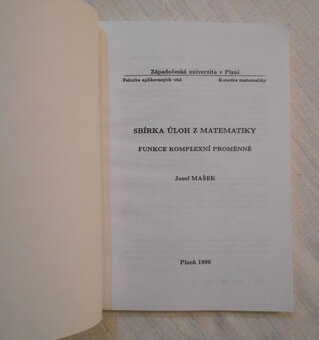 Západočeská univerzita v Plzni
Fakulta aplikovaných věd Katedra matematiky
SBÍRKA ÚLOH Z MATEMATIKY
FUNKCE KOMPLEXNÍ PROMĚNNÉ
Josef MAŠEK
Plzeň 1996